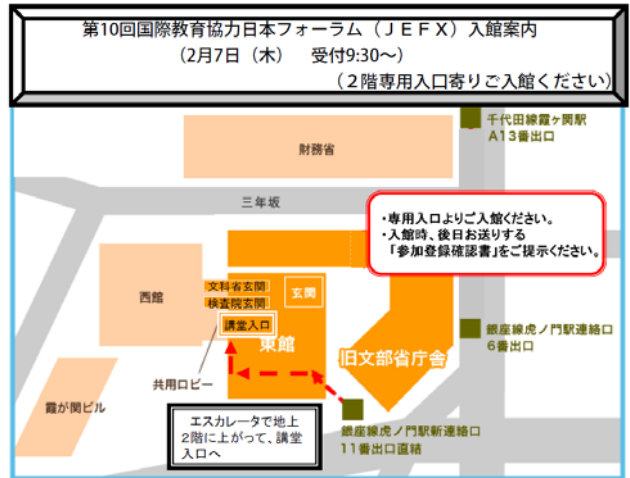 第10回国際教育協力日本フォーラム（ＪＥＦＸ）入館案内
（2月7日（木）　受付9:30～）
（２階専用入口寄りご入館ください）
千代田線霞ヶ関駅
A13番出口
財務省
三年坂
・専用入口よりご入館ください。
・入館時、後日お送りする
「参加登録確認書」をご提示ください。
西館
文科省玄関
検査院玄関
玄関
講堂入口
東館
旧文部省庁舎
銀座線虎ノ門駅連絡口
6番出口
共用ロビー
霞が関ビル
エスカレータで地上
2階に上がって、講堂
入口へ
銀座線虎ノ門駅新連絡口
11番出口直結